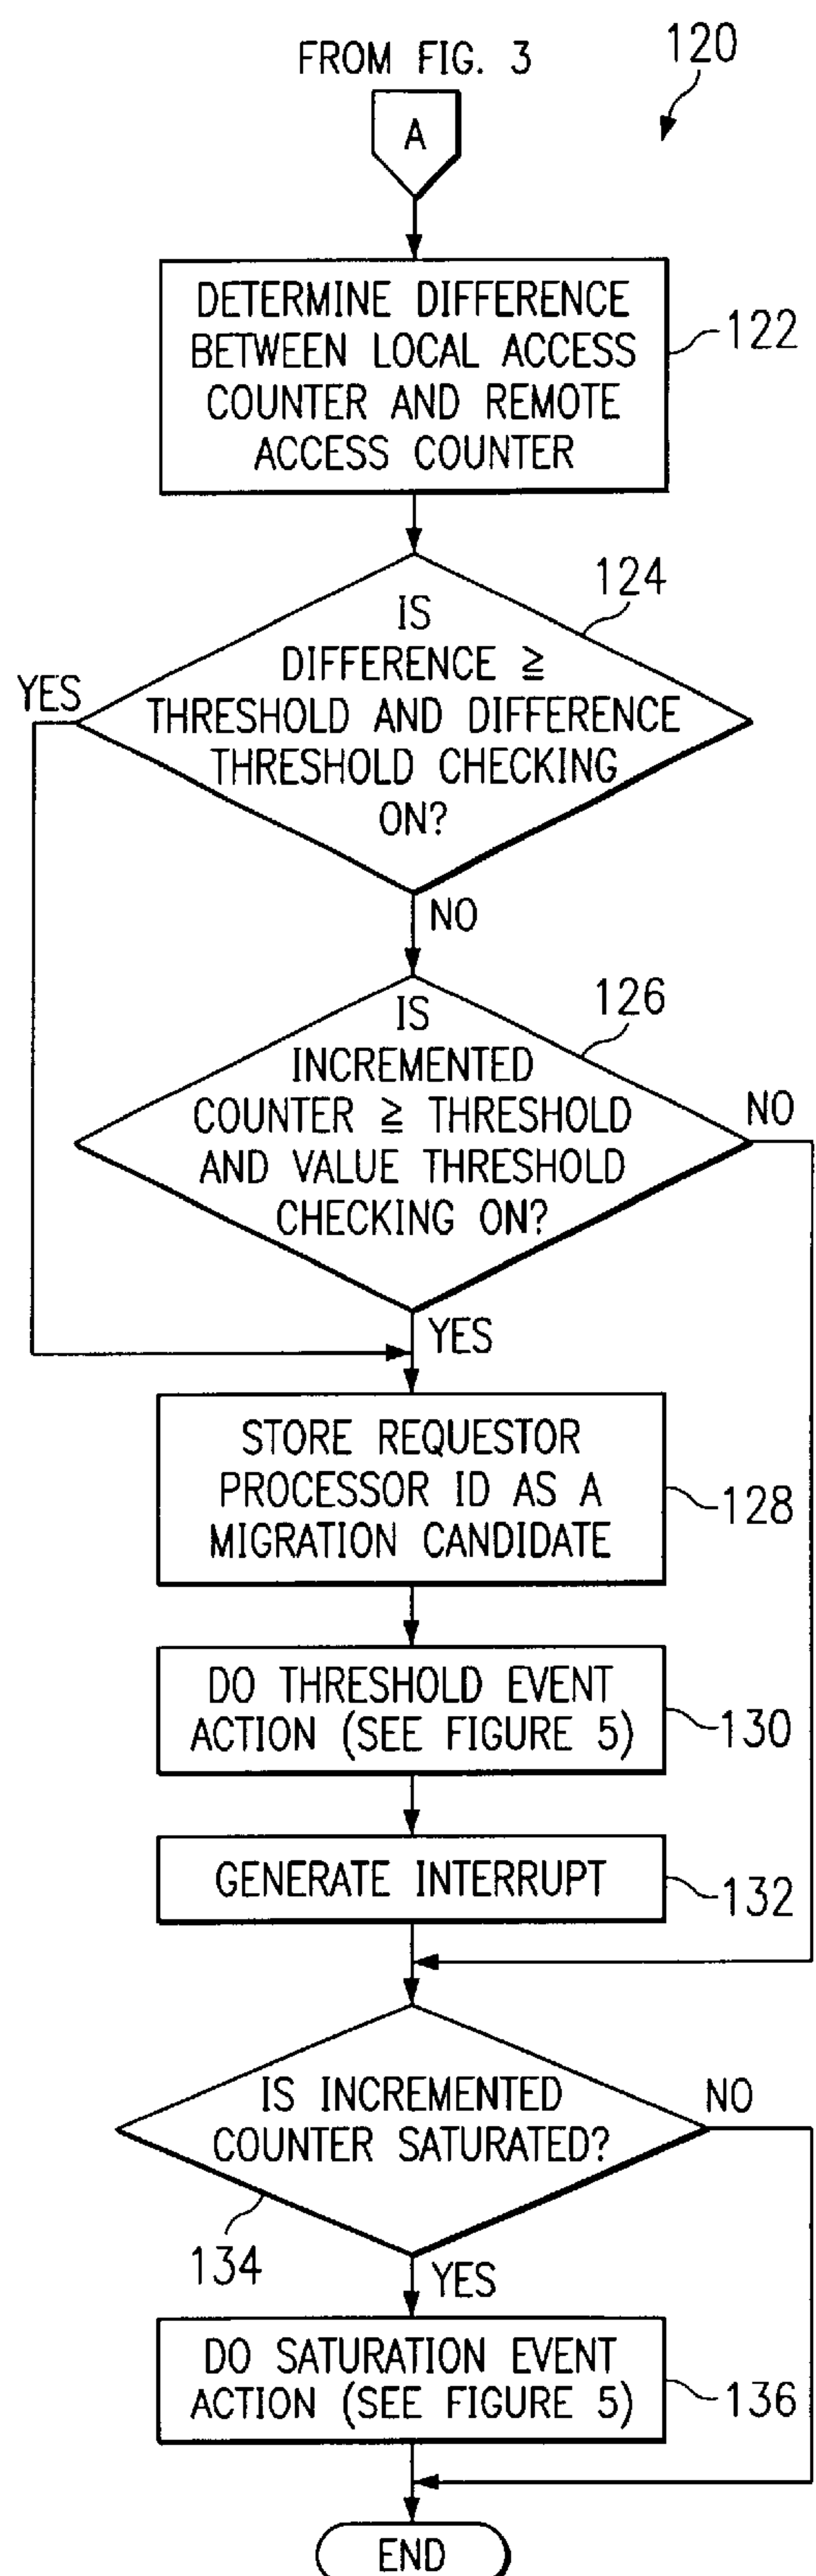 FROM FIG. 3
120
A
DETERMINE DIFFERENCE
BETWEEN LOCAL ACCESS
COUNTER AND REMOTE
ACCESS COUNTER
122
124
IS
DIFFERENCE ≧
THRESHOLD AND DIFFERENCE
THRESHOLD CHECKING
ON?
YES
NO
126
IS
INCREMENTED
COUNTER ≧ THRESHOLD
AND VALUE THRESHOLD
CHECKING ON?
NO
YES
STORE REQUESTOR
PROCESSOR ID AS A
MIGRATION CANDIDATE
128
DO THRESHOLD EVENT
ACTION (SEE FIGURE 5)
130
GENERATE INTERRUPT
132
IS INCREMENTED
COUNTER SATURATED?
NO
134
YES
DO SATURATION EVENT
ACTION (SEE FIGURE 5)
136
END